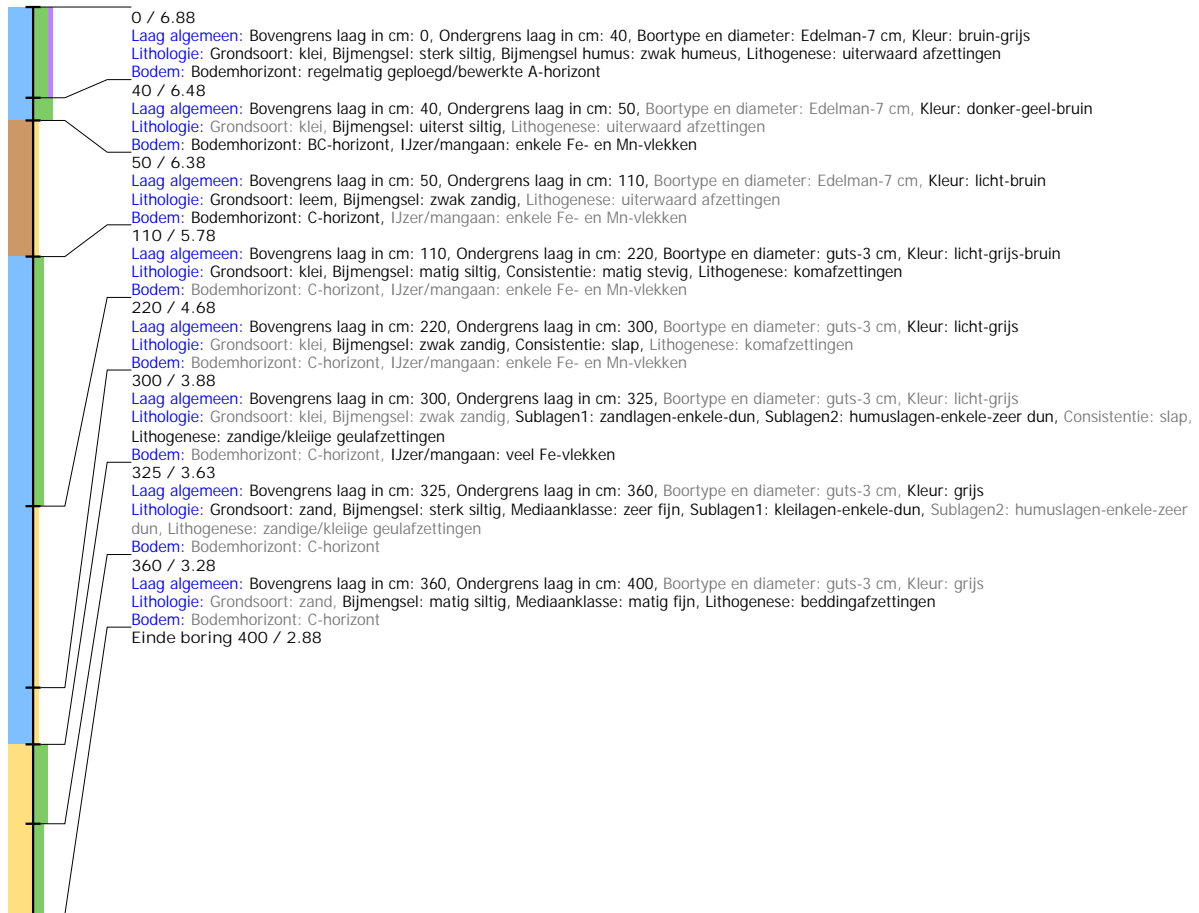 0 / 6.88
Laag algemeen: Bovengrens laag in cm: 0, Ondergrens laag in cm: 40, Boortype en diameter: Edelman-7 cm, Kleur: bruin-grijs
Lithologie: Grondsoort: klei, Bijmengsel: sterk siltig, Bijmengsel humus: zwak humeus, Lithogenese: uiterwaard afzettingen
Bodem: Bodemhorizont: regelmatig geploegd/bewerkte A-horizont
40 / 6.48
Laag algemeen: Bovengrens laag in cm: 40, Ondergrens laag in cm: 50, Boortype en diameter: Edelman-7 cm, Kleur: donker-geel-bruin
Lithologie: Grondsoort: klei, Bijmengsel: uiterst siltig, Lithogenese: uiterwaard afzettingen
Bodem: Bodemhorizont: BC-horizont, IJzer/mangaan: enkele Fe- en Mn-vlekken
50 / 6.38
Laag algemeen: Bovengrens laag in cm: 50, Ondergrens laag in cm: 110, Boortype en diameter: Edelman-7 cm, Kleur: licht-bruin
Lithologie: Grondsoort: leem, Bijmengsel: zwak zandig, Lithogenese: uiterwaard afzettingen
Bodem: Bodemhorizont: C-horizont, IJzer/mangaan: enkele Fe- en Mn-vlekken
110 / 5.78
Laag algemeen: Bovengrens laag in cm: 110, Ondergrens laag in cm: 220, Boortype en diameter: guts-3 cm, Kleur: licht-grijs-bruin
Lithologie: Grondsoort: klei, Bijmengsel: matig siltig, Consistentie: matig stevig, Lithogenese: komafzettingen
Bodem: Bodemhorizont: C-horizont, IJzer/mangaan: enkele Fe- en Mn-vlekken
220 / 4.68
Laag algemeen: Bovengrens laag in cm: 220, Ondergrens laag in cm: 300, Boortype en diameter: guts-3 cm, Kleur: licht-grijs
Lithologie: Grondsoort: klei, Bijmengsel: zwak zandig, Consistentie: slap, Lithogenese: komafzettingen
Bodem: Bodemhorizont: C-horizont, IJzer/mangaan: enkele Fe- en Mn-vlekken
300 / 3.88
Laag algemeen: Bovengrens laag in cm: 300, Ondergrens laag in cm: 325, Boortype en diameter: guts-3 cm, Kleur: licht-grijs
Lithologie: Grondsoort: klei, Bijmengsel: zwak zandig, Sublagen1: zandlagen-enkele-dun, Sublagen2: humuslagen-enkele-zeer dun, Consistentie: slap,
Lithogenese: zandige/kleiige geulafzettingen
Bodem: Bodemhorizont: C-horizont, IJzer/mangaan: veel Fe-vlekken
325 / 3.63
Laag algemeen: Bovengrens laag in cm: 325, Ondergrens laag in cm: 360, Boortype en diameter: guts-3 cm, Kleur: grijs
Lithologie: Grondsoort: zand, Bijmengsel: sterk siltig, Mediaanklasse: zeer fijn, Sublagen1: kleilagen-enkele-dun, Sublagen2: humuslagen-enkele-zeer
dun, Lithogenese: zandige/kleiige geulafzettingen
Bodem: Bodemhorizont: C-horizont
360 / 3.28
Laag algemeen: Bovengrens laag in cm: 360, Ondergrens laag in cm: 400, Boortype en diameter: guts-3 cm, Kleur: grijs
Lithologie: Grondsoort: zand, Bijmengsel: matig siltig, Mediaanklasse: matig fijn, Lithogenese: beddingafzettingen
Bodem: Bodemhorizont: C-horizont
Einde boring 400 / 2.88